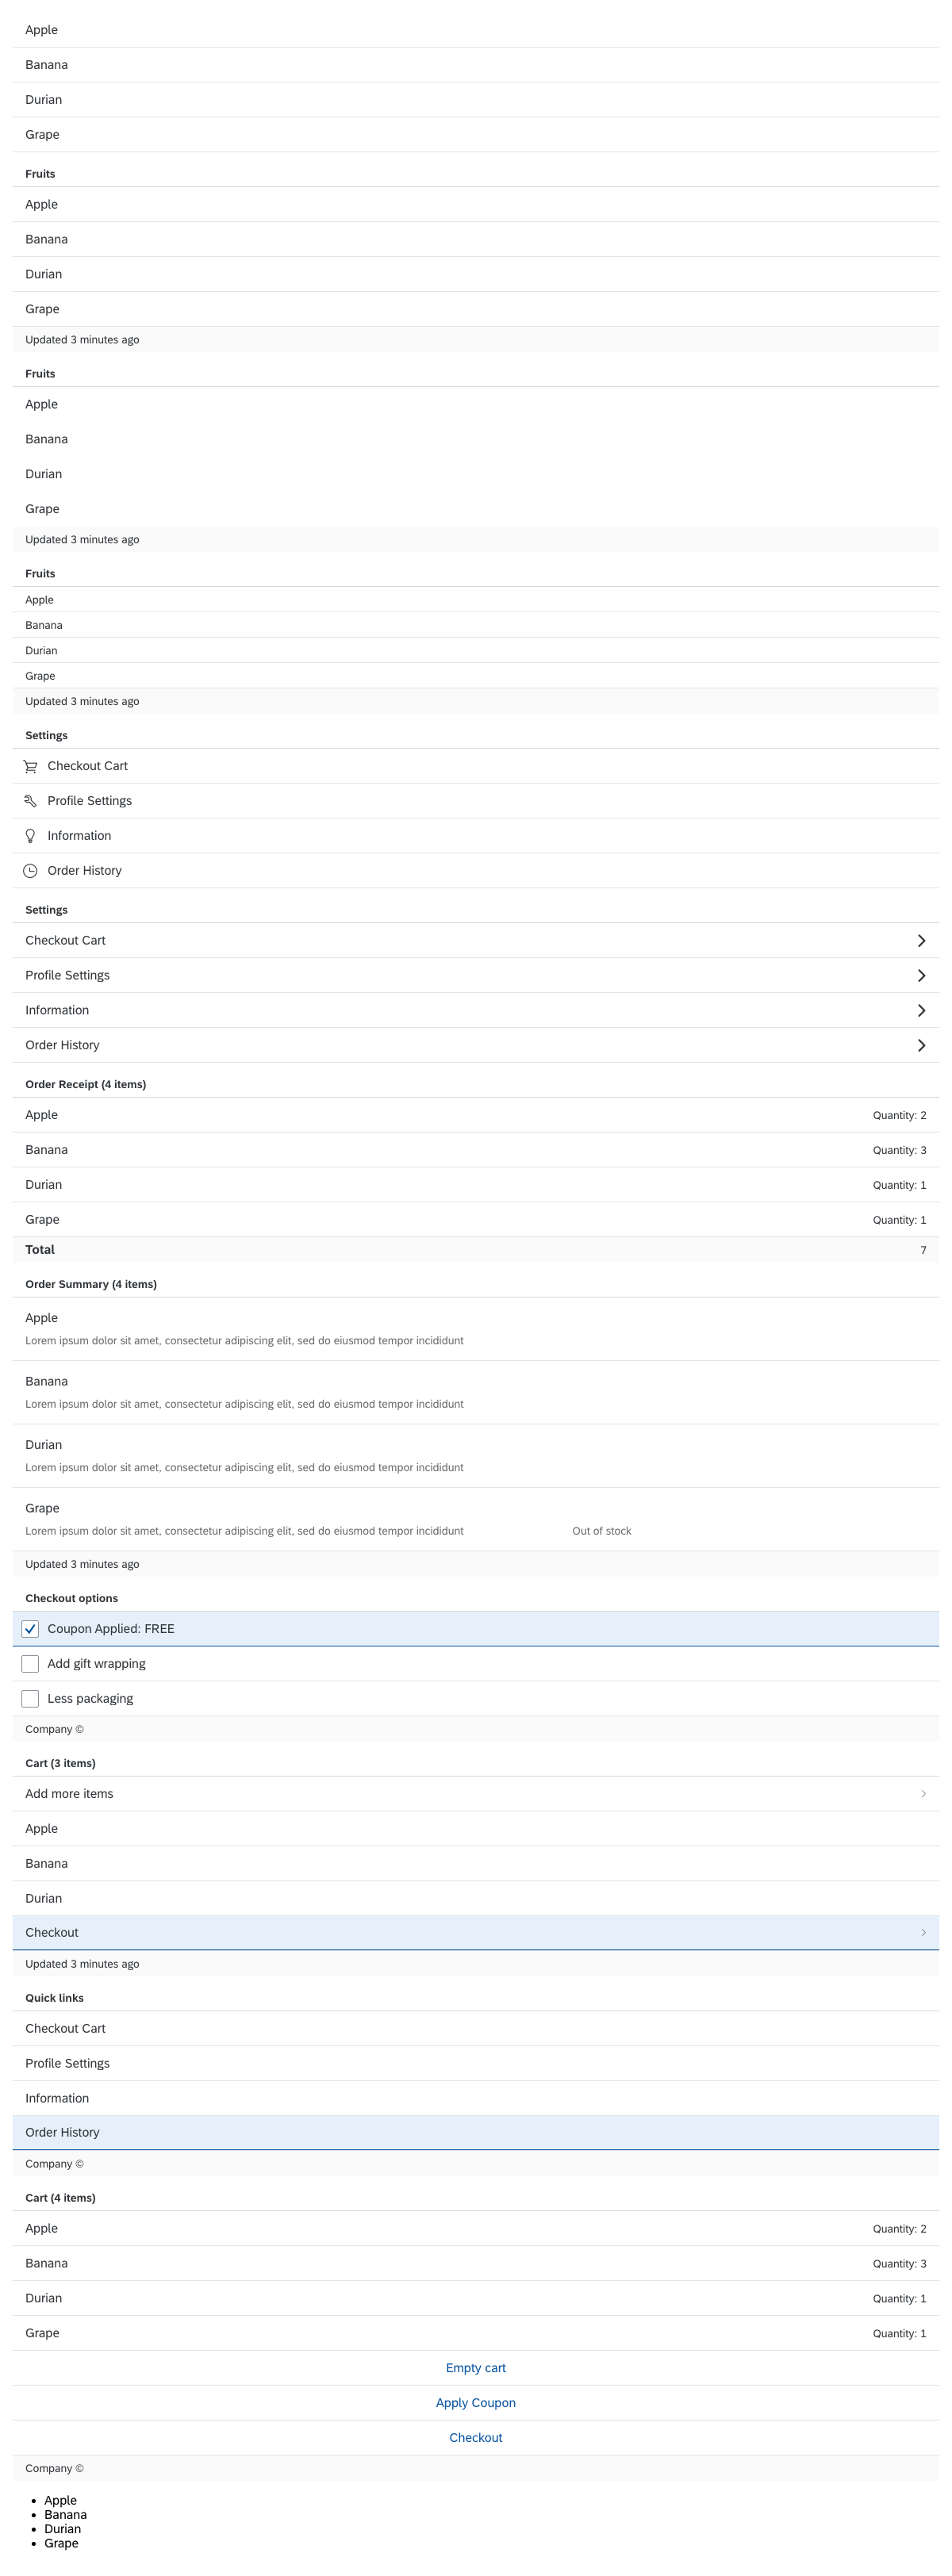 Apple
Banana
Durian
Grape
Fruits
Apple
Banana
Durian
Grape
Updated 3 minutes ago
Fruits
Apple
Banana
Durian
Grape
Updated 3 minutes ago
Fruits
Apple
Banana
Durian
Grape
Updated 3 minutes ago
Settings
Checkout Cart
Profile Settings
Information
Order History
Settings
Checkout Cart
Profile Settings
Information
Order History
Order Receipt (4 items)
Apple Quantity: 2
Banana Quantity: 3
Durian Quantity: 1
Grape Quantity: 1
Total 7
Order Summary (4 items)
Apple
Lorem ipsum dolor sit amet, consectetur adipiscing elit, sed do eiusmod tempor incididunt
Banana
Lorem ipsum dolor sit amet, consectetur adipiscing elit, sed do eiusmod tempor incididunt
Durian
Lorem ipsum dolor sit amet, consectetur adipiscing elit, sed do eiusmod tempor incididunt
Grape
Lorem ipsum dolor sit amet, consectetur adipiscing elit, sed do eiusmod tempor incididunt Out of stock
Updated 3 minutes ago
Checkout options
Coupon Applied: FREE
Add gift wrapping
Less packaging
Company ©
Cart (3 items)
Add more items
Apple
Banana
Durian
Checkout
Updated 3 minutes ago
Quick links
Checkout Cart
Profile Settings
Information
Order History
Company ©
Cart (4 items)
Apple Quantity: 2
Banana Quantity: 3
Durian Quantity: 1
Grape Quantity: 1
Empty cart
Apply Coupon
Checkout
Company ©
• Apple
• Banana
• Durian
• Grape